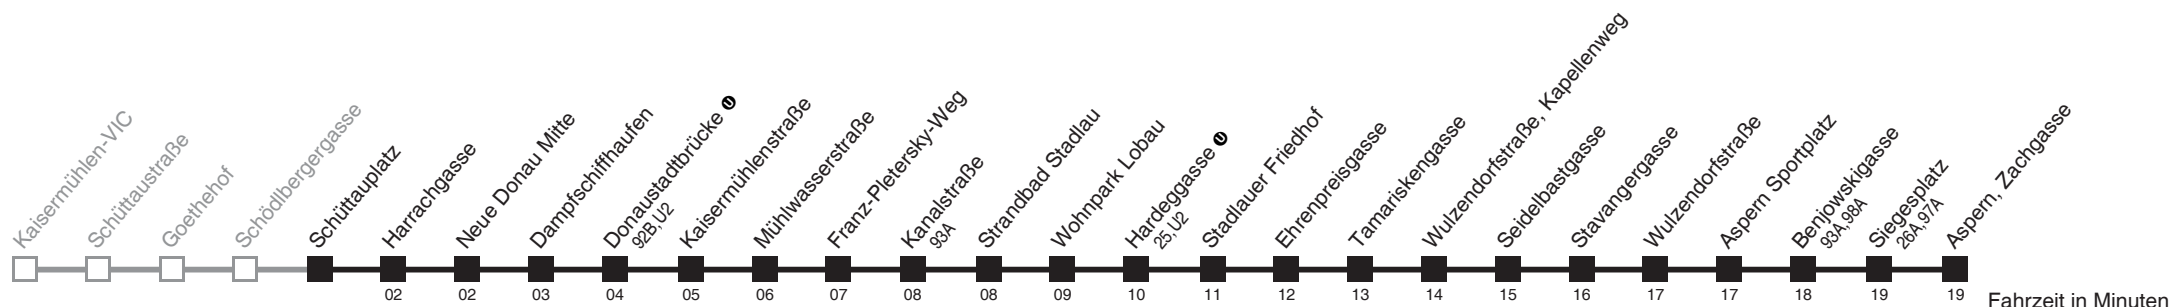 Kaisermühlen-VIC
Schüttaustraße
Goethehof
Schödlbergergasse
Schüttauplatz
Harrachgasse
Neue Donau Mitte
Dampfschiffhaufen
Donaustadtbrücke U
92B,U2
Kaisermühlenstraße
Mühlwasserstraße
Franz-Pletersky-Weg
Kanalstraße
93A
Strandbad Stadlau
Wohnpark Lobau
Hardeggasse U
25, U2
Stadlauer Friedhof
Ehrenpreisgasse
Tamariskengasse
Wulzendorfstraße, Kapellenweg
Seidelbastgasse
Stavangergasse
Wulzendorfstraße
Aspern Sportplatz
Benjowskigasse
93A,98A
Siegesplatz
26A,97A
Aspern, Zachgasse
02 02 03 04 05 06 07 08 08 09 10 11 12 13 14 15 16 17 17 18 19 19 Fahrzeit in Minuten